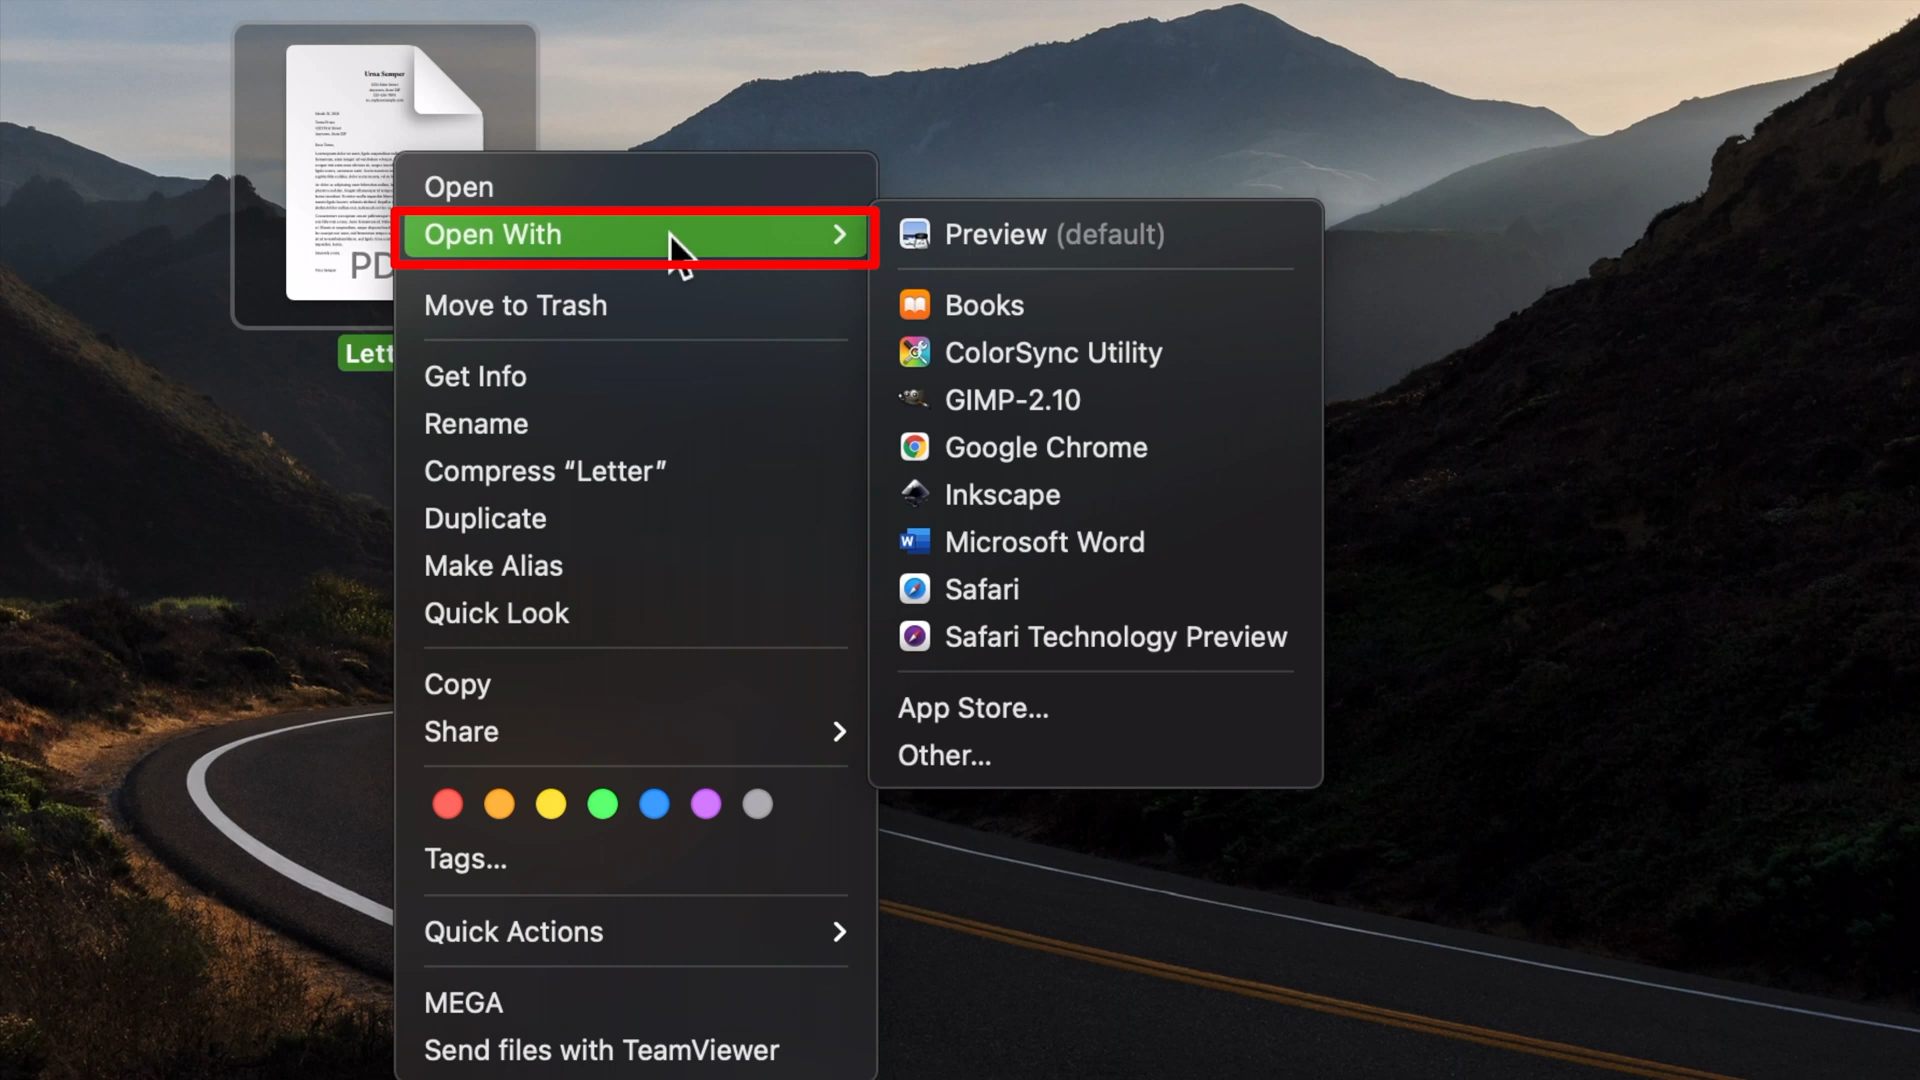 Urna Semper
PD
Lett
Open
Open With
Move to Trash
Get Info
Rename
Compress “Letter”
Duplicate
Make Alias
Quick Look
Copy
Share
Tags...
Quick Actions
MEGA
Send files with TeamViewer
Preview (default)
Books
ColorSync Utility
GIMP-2.10
Google Chrome
Inkscape
Microsoft Word
Safari
Safari Technology Preview
App Store...
Other...